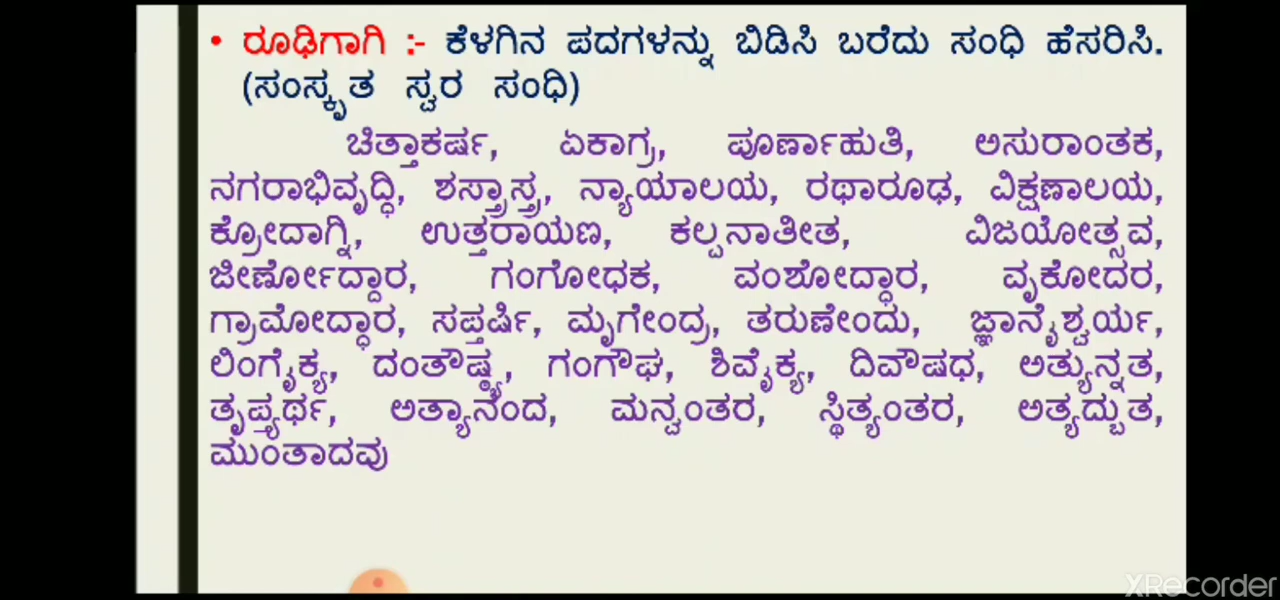 • ರೂಢಿಗಾಗಿ :- ಕೆಳಗಿನ ಪದಗಳನ್ನು ಬಿಡಿಸಿ ಬರೆದು ಸಂಧಿ ಹೆಸರಿಸಿ.
(ಸಂಸ್ಕೃತ ಸ್ವರ ಸಂಧಿ)
ಚಿತ್ತಾಕರ್ಷ, ಏಕಾಗ್ರ, ಪೂರ್ಣಾಹುತಿ, ಅಸುರಾಂತಕ,
ನಗರಾಭಿವೃದ್ಧಿ, ಶಸ್ತ್ರಾಸ್ತ್ರ, ನ್ಯಾಯಾಲಯ, ರಥಾರೂಢ, ವಿಕ್ಷಣಾಲಯ,
ಕ್ರೋದಾಗ್ನಿ, ಉತ್ತರಾಯಣ, ಕಲ್ಪನಾತೀತ, ವಿಜಯೋತ್ಸವ,
ಜೀರ್ಣೋದ್ದಾರ, ಗಂಗೋಧಕ, ವಂಶೋದ್ಧಾರ, ವೃಕೋದರ,
ಗ್ರಾಮೋದ್ಧಾರ, ಸಪ್ತರ್ಷಿ, ಮೃಗೇಂದ್ರ, ತರುಣೇಂದು, ಜ್ಞಾನೈಶ್ವರ್ಯ,
ಲಿಂಗೈಕ್ಯ, ದಂತೌಷ್ಠ್ಯ, ಗಂಗೌಘ, ಶಿವೈಕ್ಯ, ದಿವೌಷಧ, ಅತ್ಯುನ್ನತ,
ತೃಪ್ತ್ಯರ್ಥ, ಅತ್ಯಾನಂದ, ಮನ್ವಂತರ, ಸ್ಥಿತ್ಯಂತರ, ಅತ್ಯದ್ಬುತ,
ಮುಂತಾದವು
XRecorder